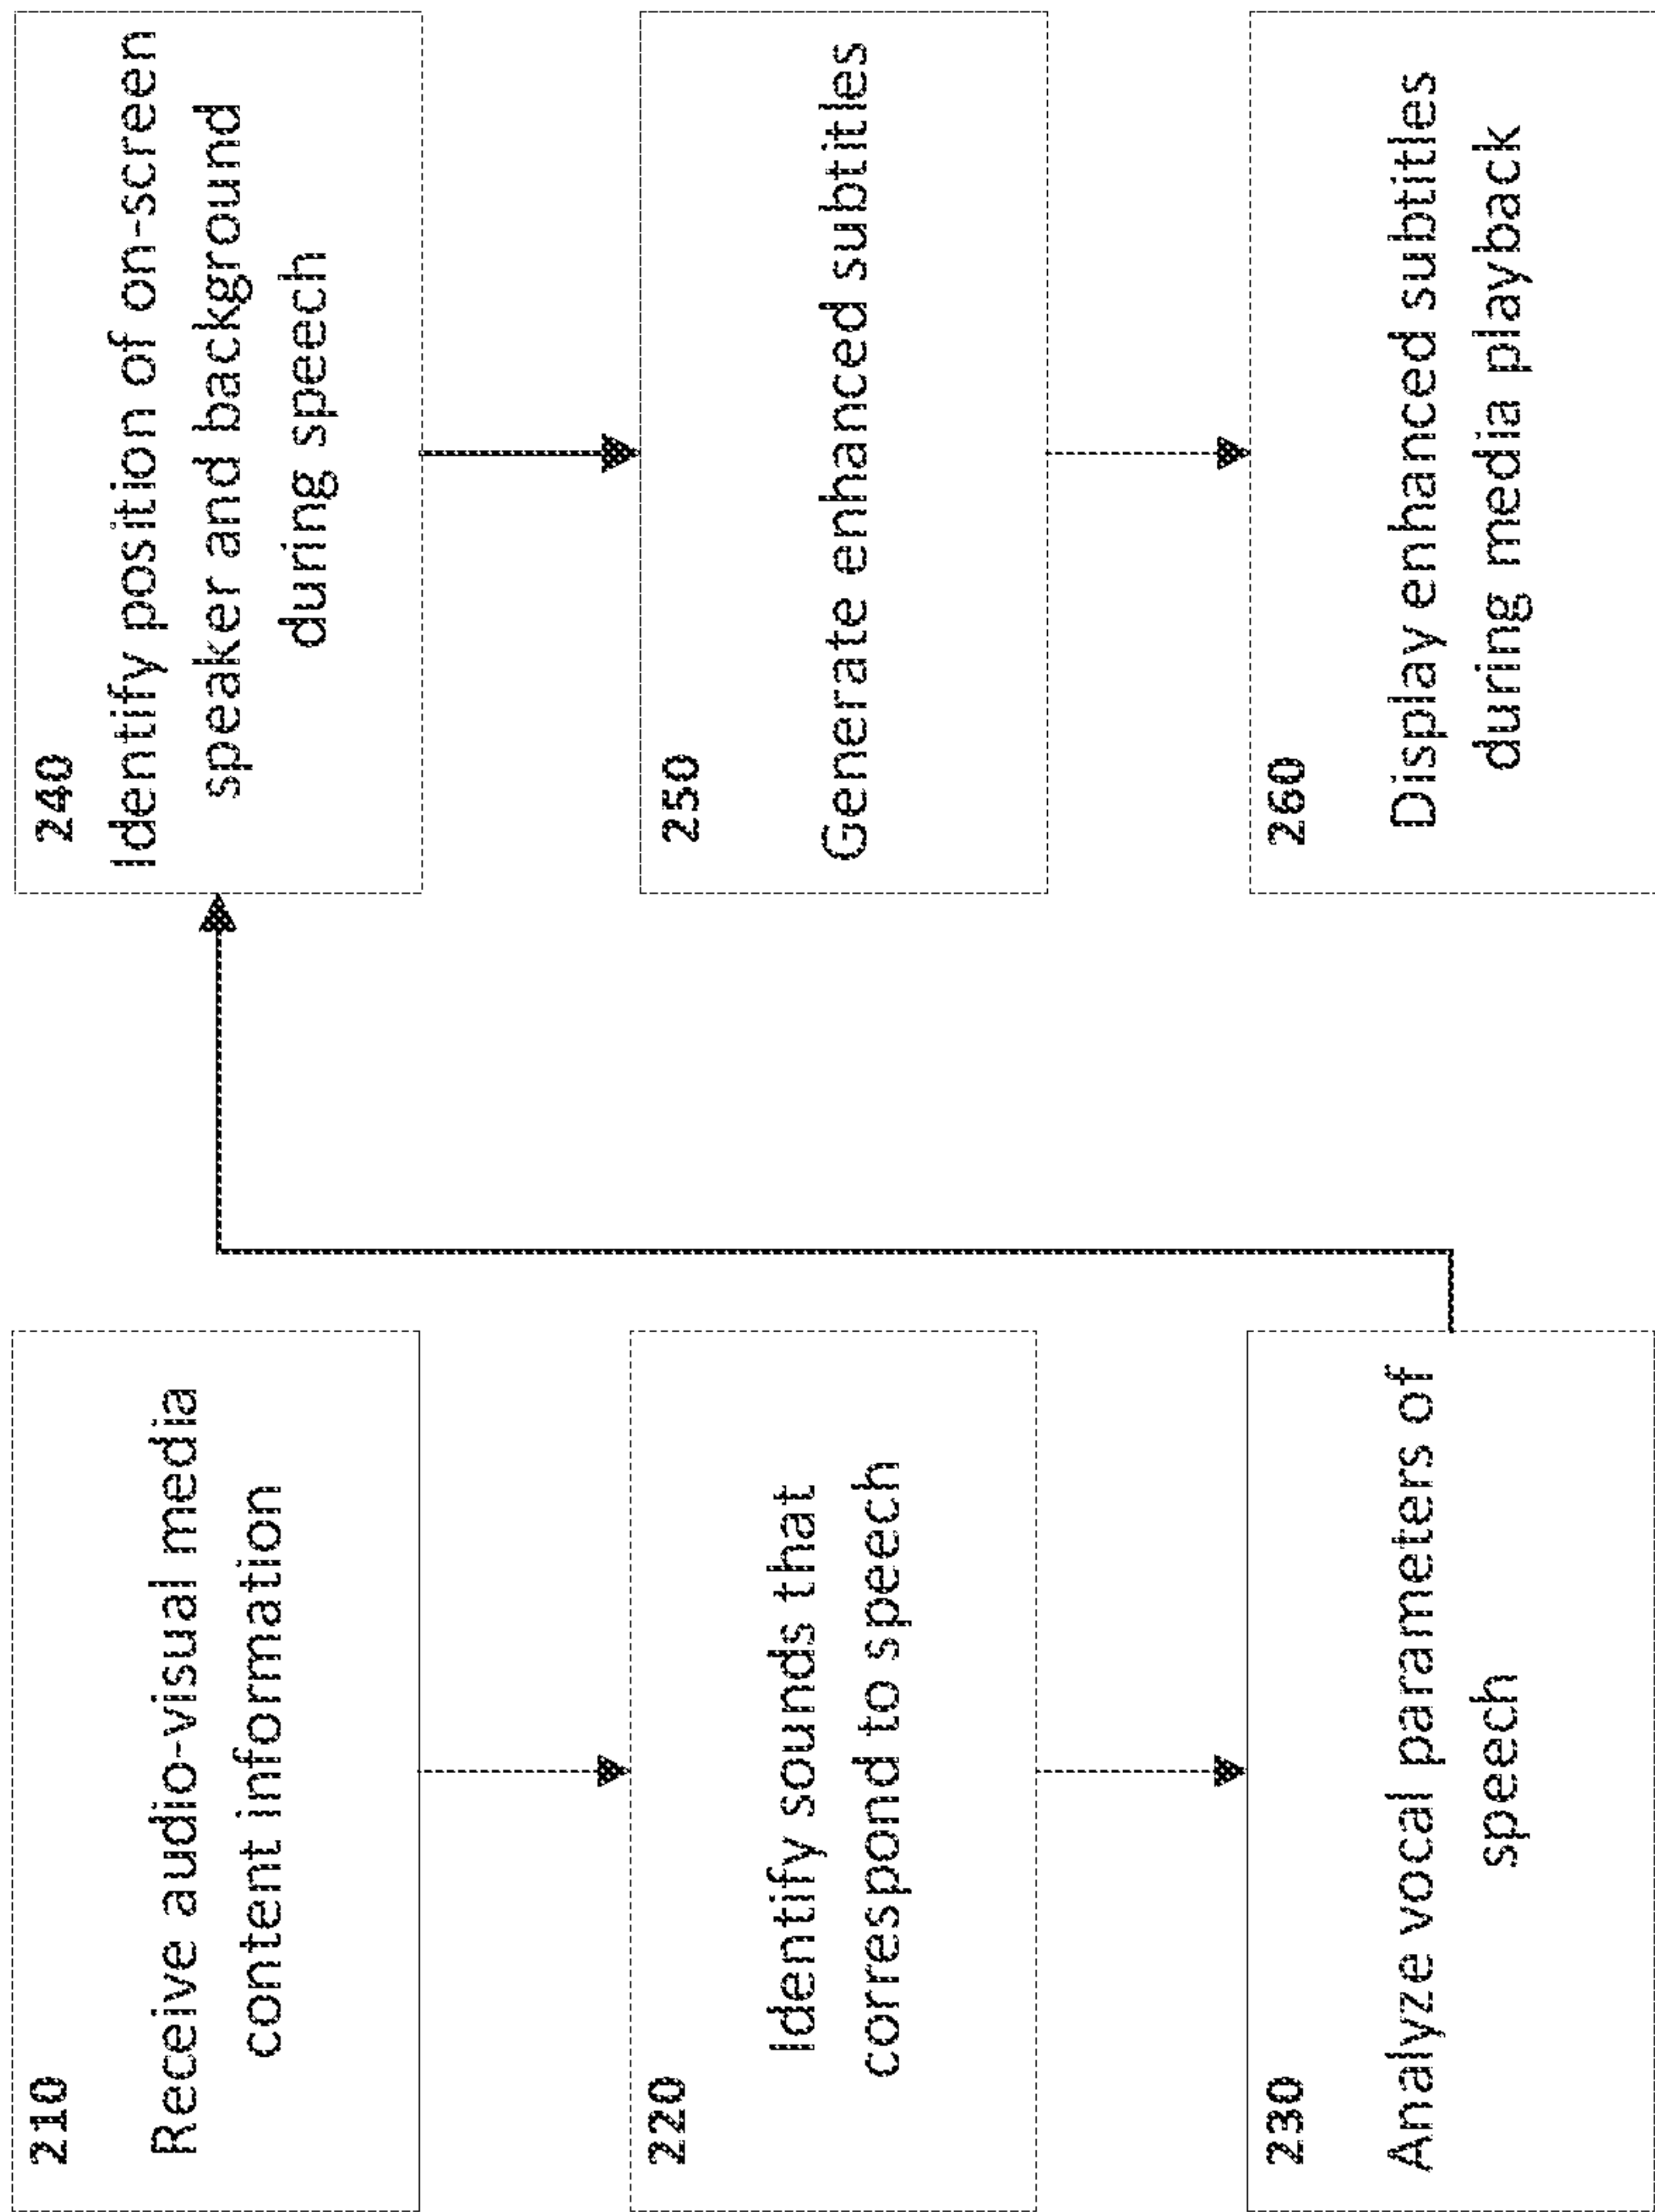 210
Receive audio-visual media
content information
220
Identify sounds that
correspond to speech
230
Analyze vocal parameters of
speech
240
Identify position of on-screen
speaker and background
during speech
250
Generate enhanced subtitles
260
Display enhanced subtitles
during media playback